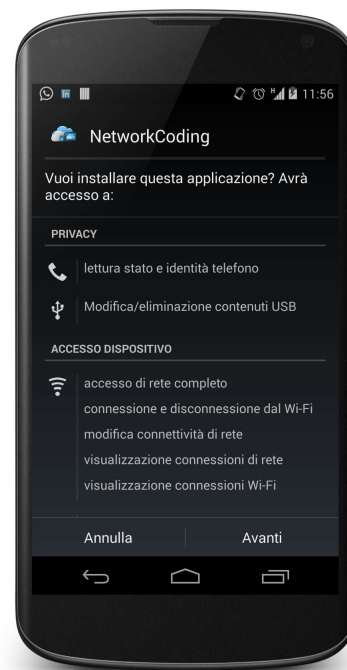 in
H
11:56
NetworkCoding
Vuoi installare questa applicazione? Avrà
accesso a:
PRIVACY
lettura stato e identità telefono
Modifica/eliminazione contenuti USB
ACCESSO DISPOSITIVO
accesso di rete completo
connessione e disconnessione dal Wi-Fi
modifica connettività di rete
visualizzazione connessioni di rete
visualizzazione connessioni Wi-Fi
Annulla
Avanti